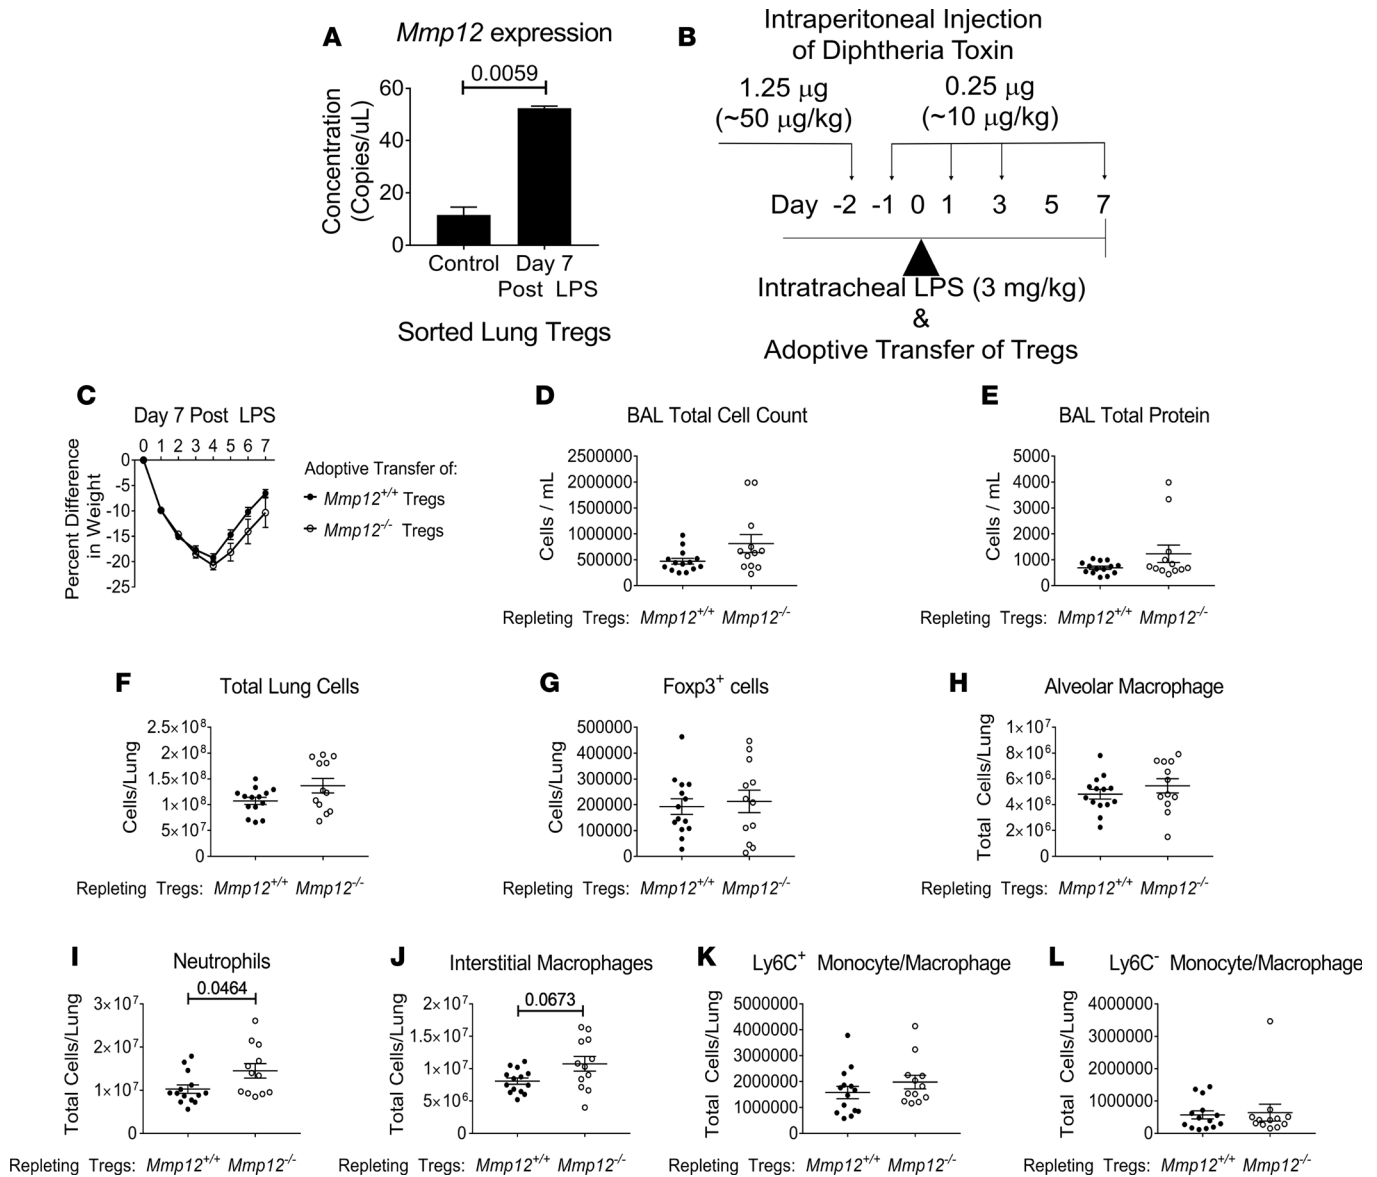 A
Mmp12 expression
0.0059
60
40
20
0
Concentration
(Copies/uL)
Control
Day 7
Post LPS
Sorted Lung Tregs
B
Intraperitoneal Injection
of Diphtheria Toxin
1.25 μg
(~50 μg/kg)
0.25 μg
(~10 μg/kg)
Day -2 -1 0 1 3 5 7
Intratracheal LPS (3 mg/kg)
&
Adoptive Transfer of Tregs
C
Day 7 Post LPS
0 1 2 3 4 5 6 7
0
-5
-10
-15
-20
-25
Percent Difference
in Weight
Adoptive Transfer of:
Mmp12+/+ Tregs
Mmp12-/- Tregs
D
BAL Total Cell Count
2500000
2000000
1500000
1000000
500000
0
Cells / mL
Repleting Tregs: Mmp12+/+ Mmp12-/-
E
BAL Total Protein
5000
4000
3000
2000
1000
0
Cells / mL
Repleting Tregs: Mmp12+/+ Mmp12-/-
F
Total Lung Cells
2.5×10^8
2×10^8
1.5×10^8
1×10^8
5×10^7
0
Cells/Lung
Repleting Tregs: Mmp12+/+ Mmp12-/-
G
Foxp3+ cells
500000
400000
300000
200000
100000
0
Cells/Lung
Repleting Tregs: Mmp12+/+ Mmp12-/-
H
Alveolar Macrophage
1×10^7
8×10^6
6×10^6
4×10^6
2×10^6
0
Total Cells/Lung
Repleting Tregs: Mmp12+/+ Mmp12-/-
I
Neutrophils
0.0464
3×10^7
2×10^7
1×10^7
0
Total Cells/Lung
Repleting Tregs: Mmp12+/+ Mmp12-/-
J
Interstitial Macrophages
0.0673
2×10^7
1.5×10^7
1×10^7
5×10^6
0
Total Cells/Lung
Repleting Tregs: Mmp12+/+ Mmp12-/-
K
Ly6C+ Monocyte/Macrophage
5000000
4000000
3000000
2000000
1000000
0
Total Cells/Lung
Repleting Tregs: Mmp12+/+ Mmp12-/-
L
Ly6C- Monocyte/Macrophage
4000000
3000000
2000000
1000000
0
Total Cells/Lung
Repleting Tregs: Mmp12+/+ Mmp12-/-